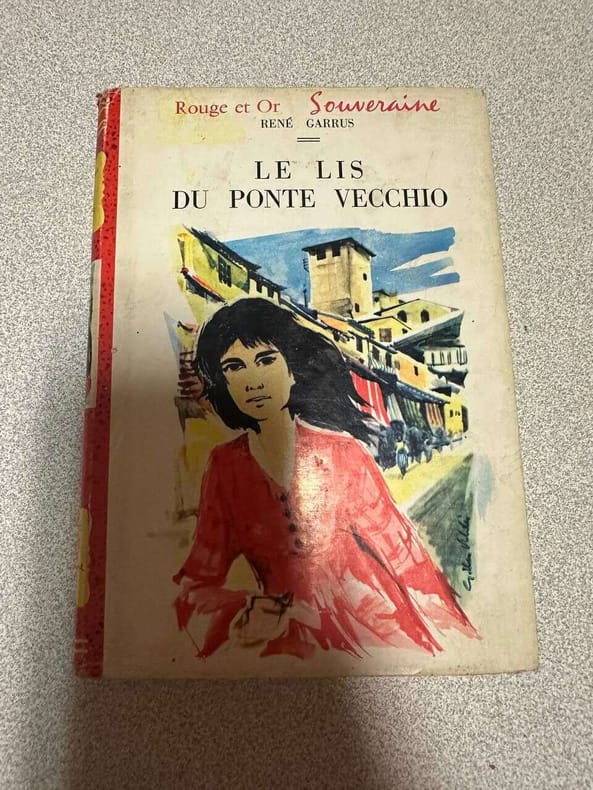 Rouge et Or Souveraine
RENÉ GARRUS
LE LIS
DU PONTE VECCHIO